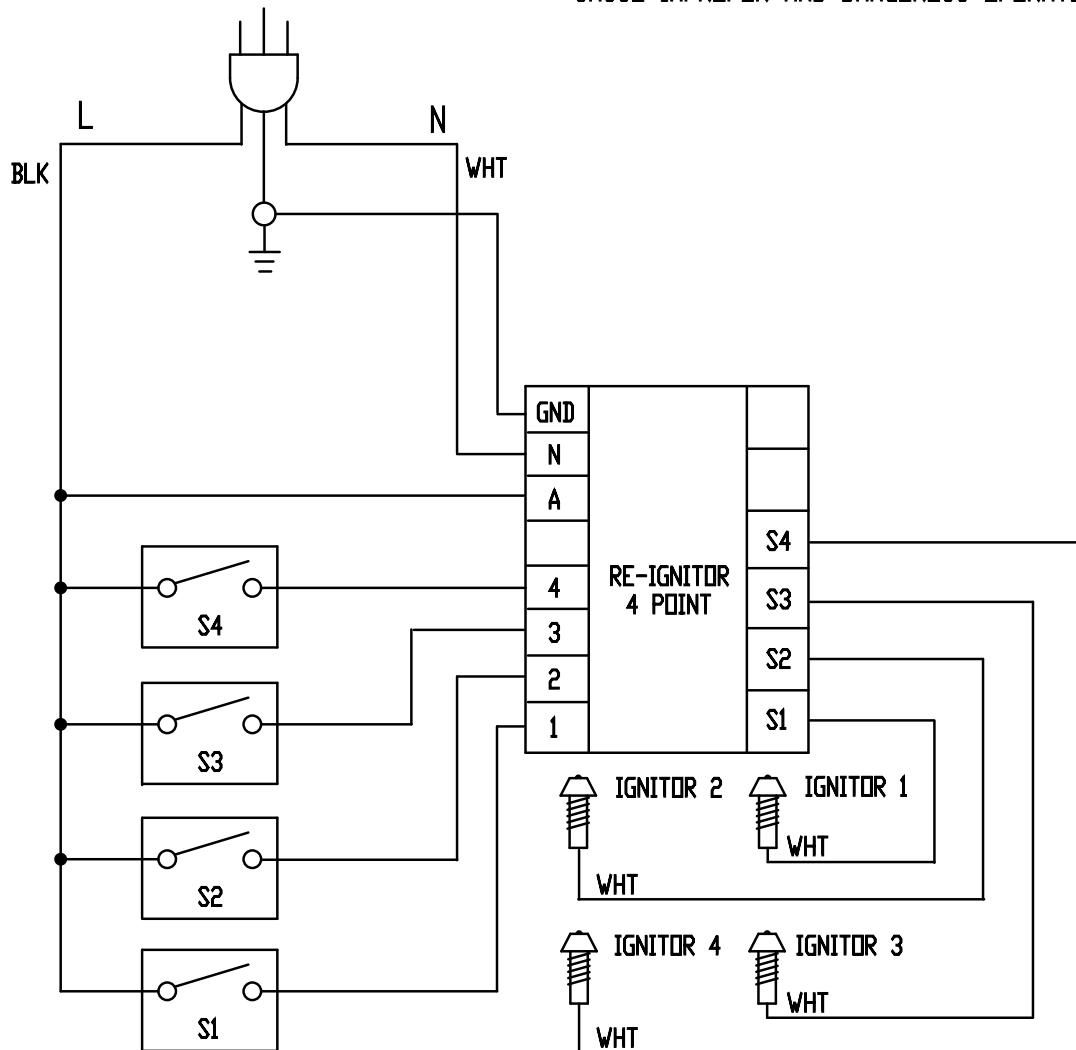 L
N
BLK
WHT
GND
N
A
4
3
2
1
RE-IGNITOR
4 POINT
S4
S3
S2
S1
S4
S3
S2
S1
IGNITOR 2
IGNITOR 1
WHT
WHT
IGNITOR 4
IGNITOR 3
WHT
WHT